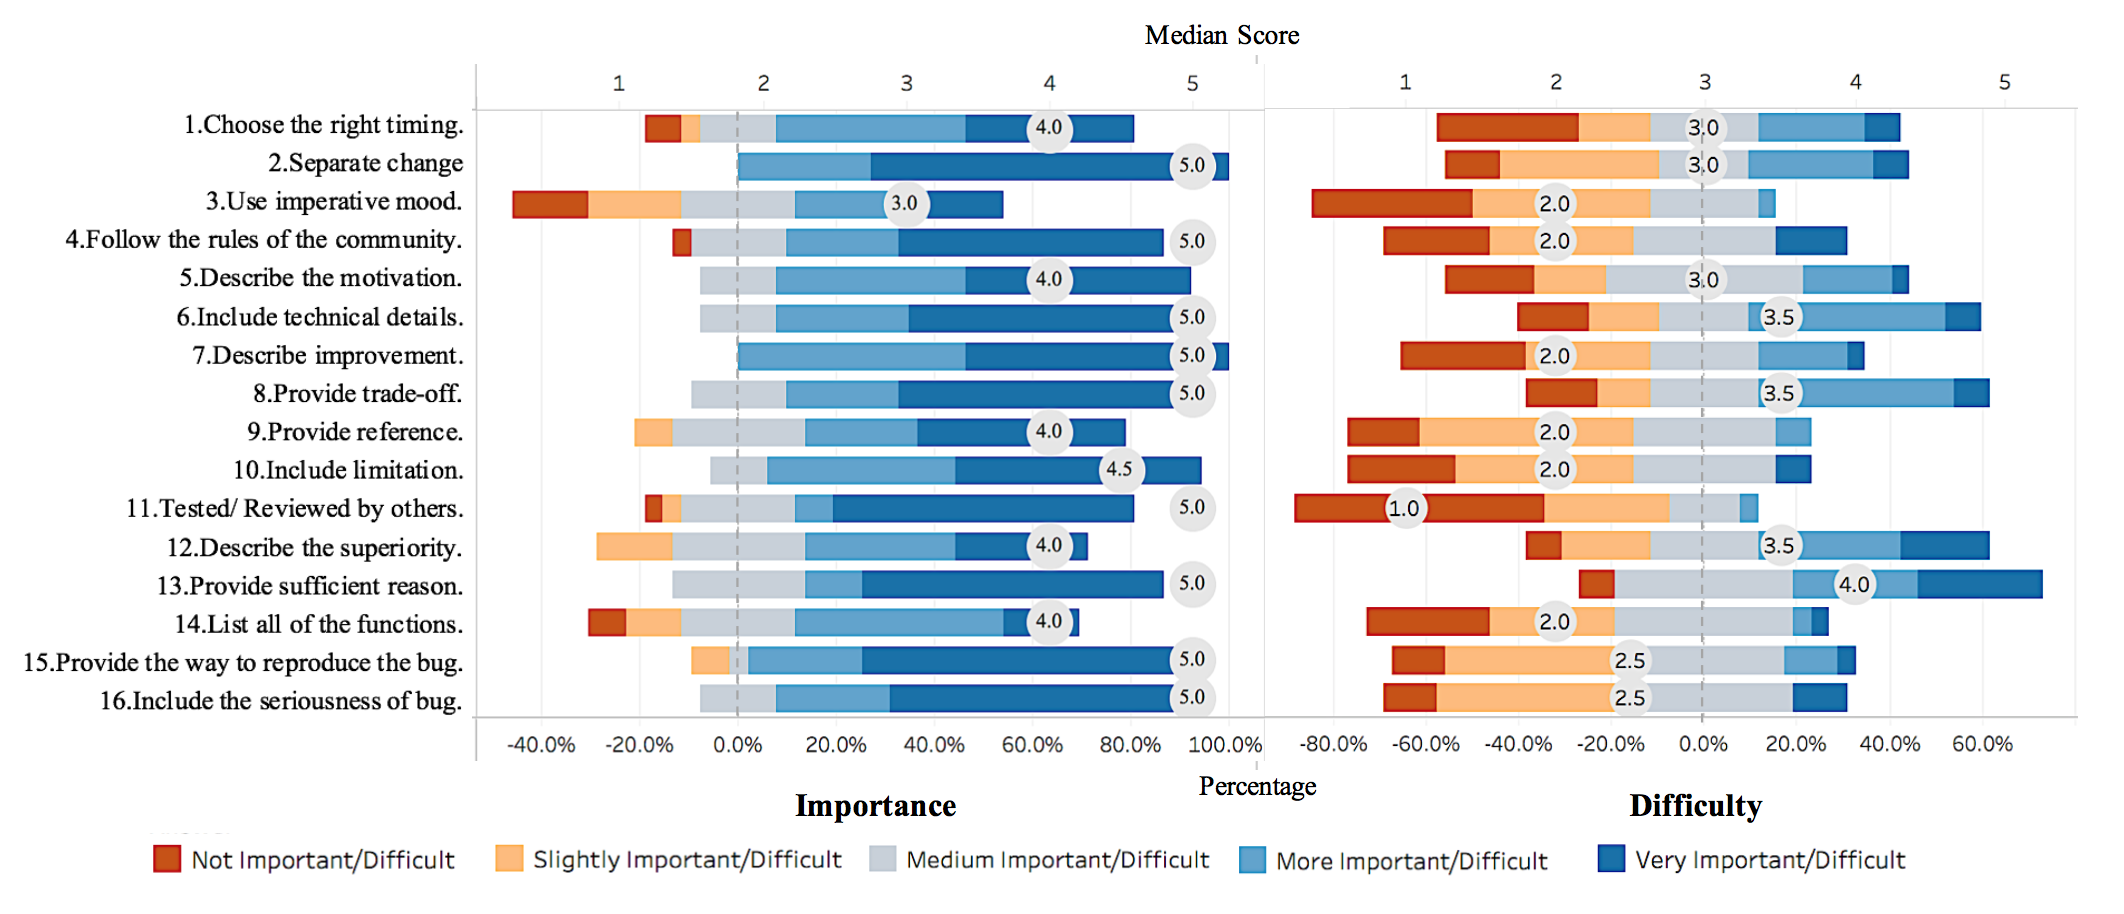 Median Score
1 2 3 4 5 1 2 3 4 5
1.Choose the right timing. 4.0 3.0
2.Separate change 5.0 3.0
3.Use imperative mood. 3.0 2.0
4.Follow the rules of the community. 5.0 2.0
5.Describe the motivation. 4.0 3.0
6.Include technical details. 5.0 3.5
7.Describe improvement. 5.0 2.0
8.Provide trade-off. 5.0 3.5
9.Provide reference. 4.0 2.0
10.Include limitation. 4.5 2.0
11.Tested/ Reviewed by others. 5.0 1.0
12.Describe the superiority. 4.0 3.5
13.Provide sufficient reason. 5.0 4.0
14.List all of the functions. 4.0 2.0
15.Provide the way to reproduce the bug. 5.0 2.5
16.Include the seriousness of bug. 5.0 2.5
-40.0% -20.0% 0.0% 20.0% 40.0% 60.0% 80.0% 100.0% -80.0% -60.0% -40.0% -20.0% 0.0% 20.0% 40.0% 60.0%
Percentage
Importance Difficulty
Not Important/Difficult Slightly Important/Difficult Medium Important/Difficult More Important/Difficult Very Important/Difficult